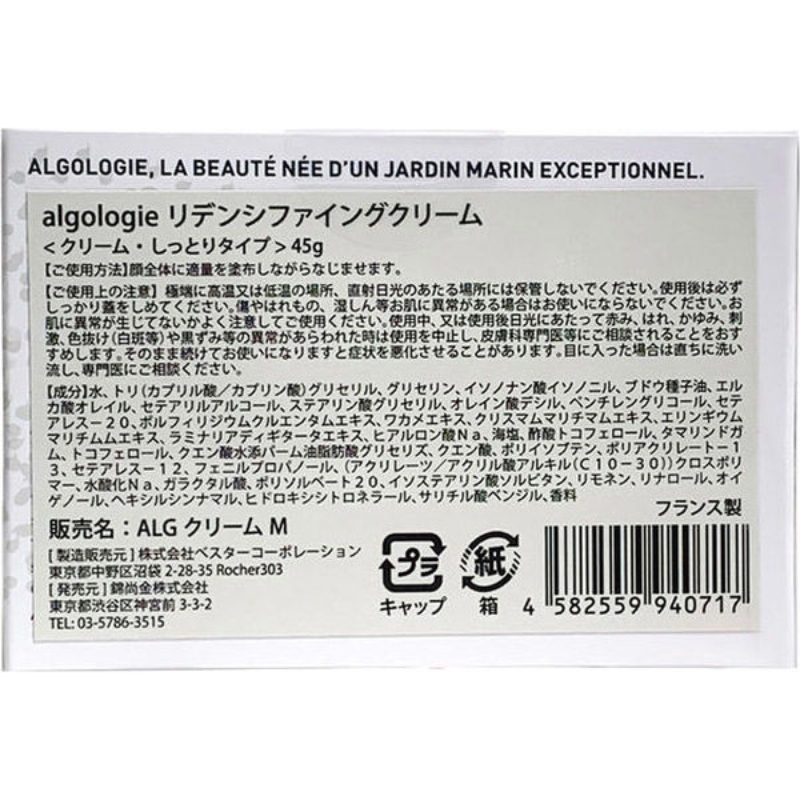 ALGOLOGIE, LA BEAUTÉ NÉE D'UN JARDIN MARIN EXCEPTIONNEL.
algologie リデンシファイングクリーム
<クリーム・しっとりタイプ> 45g
【ご使用方法】顔全体に適量を塗布しながらなじませます。
【ご使用上の注意】極端に高温又は低温の場所、直射日光のあたる場所には保管しないでください。使用後は必ず
しっかり蓋をしめてください。傷やはれもの、湿しん等お肌に異常がある場合はお使いにならないでください。お
肌に異常が生じてないかよく注意してご使用ください。使用中、又は使用後日光にあたって赤み、はれ、かゆみ、刺
激、色抜け(白斑等)や黒ずみ等の異常があらわれた時は使用を中止し、皮膚科専門医等にご相談されることをおす
すめします。そのまま続けてお使いになりますと症状を悪化させることがあります。目に入った場合は直ちに洗い
流し、専門医にご相談ください。
【成分】水、トリ(カプリル酸/カプリン酸)グリセリル、グリセリン、イソノナン酸イソノニル、ブドウ種子油、エル
カ酸オレイル、セテアリルアルコール、ステアリン酸グリセリル、オレイン酸デシル、ペンチレングリコール、セテ
アレス-20、ポルフィリジウムクルエンタムエキス、ワカメエキス、クリスマムマリチマムエキス、エリンギウム
マリチムムエキス、ラミナリアディギタータエキス、ヒアルロン酸Na、海塩、酢酸トコフェロール、タマリンドガ
ム、トコフェロール、クエン酸水添パーム油脂肪酸グリセリズ、クエン酸、ポリイソブテン、ポリアクリレート-1
3、セテアレス-12、フェニルプロパノール、(アクリレーツ/アクリル酸アルキル(C10-30))クロスポリ
マー、水酸化Na、ガラクタル酸、ポリソルベート20、イソステアリン酸ソルビタン、リモネン、リナロール、オイ
ゲノール、ヘキシルシンナマル、ヒドロキシシトロネラール、サリチル酸ベンジル、香料
フランス製
販売名:ALG クリーム M
[ 製造販売元 ] 株式会社ベスターコーポレーション
東京都中野区沼袋 2-28-35 Rocher303
[ 発売元 ] 錦尚金株式会社
東京都渋谷区神宮前 3-3-2
TEL: 03-5786-3515
プラ
キャップ
紙
箱
4 582559 940717